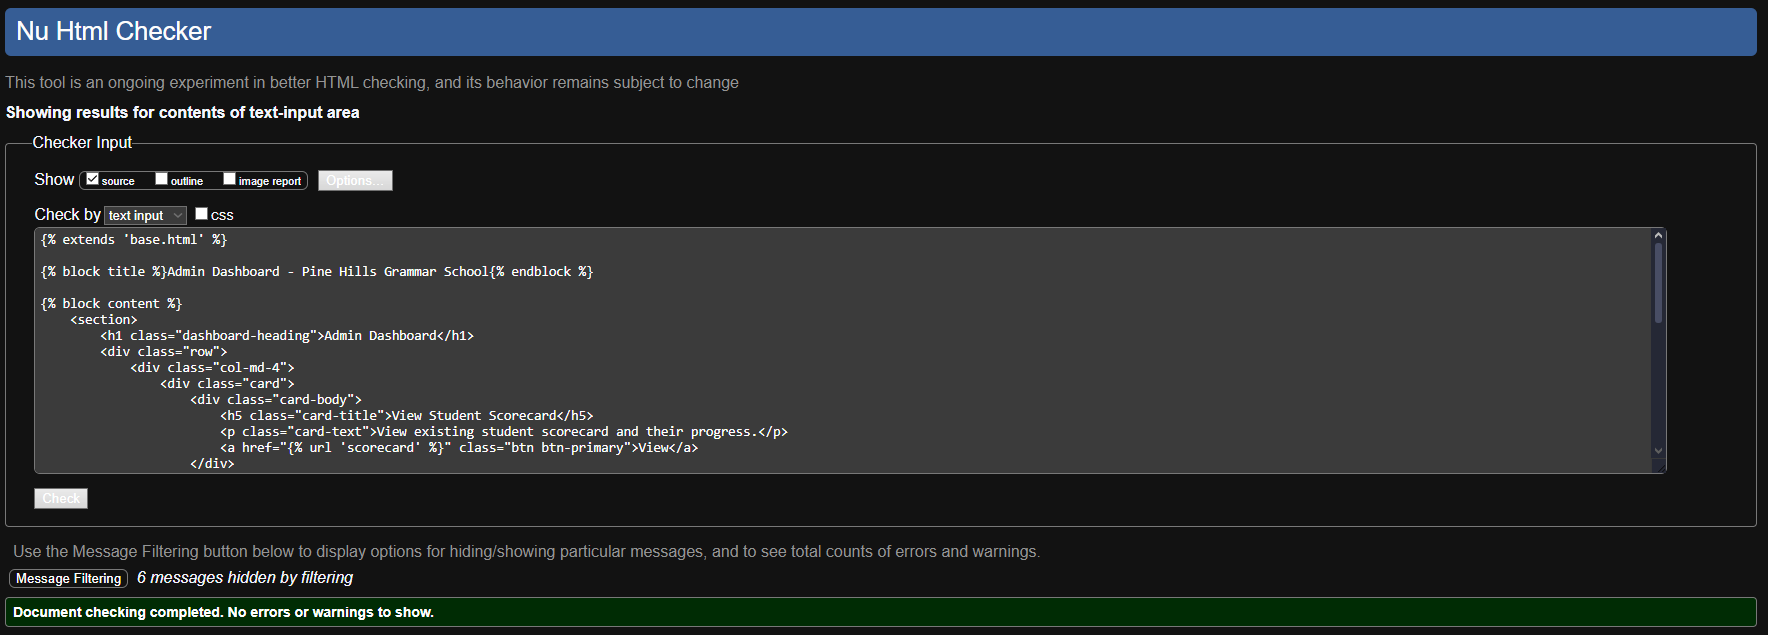 Nu Html Checker
This tool is an ongoing experiment in better HTML checking, and its behavior remains subject to change
Showing results for contents of text-input area
Checker Input
Show source outline image report Options...
Check by text input css
{% extends 'base.html' %}
{% block title %}Admin Dashboard - Pine Hills Grammar School{% endblock %}
{% block content %}
<section>
<h1 class="dashboard-heading">Admin Dashboard</h1>
<div class="row">
<div class="col-md-4">
<div class="card">
<div class="card-body">
<h5 class="card-title">View Student Scorecard</h5>
<p class="card-text">View existing student scorecard and their progress.</p>
<a href="{% url 'scorecard' %}" class="btn btn-primary">View</a>
</div>
Check
Use the Message Filtering button below to display options for hiding/showing particular messages, and to see total counts of errors and warnings.
Message Filtering 6 messages hidden by filtering
Document checking completed. No errors or warnings to show.